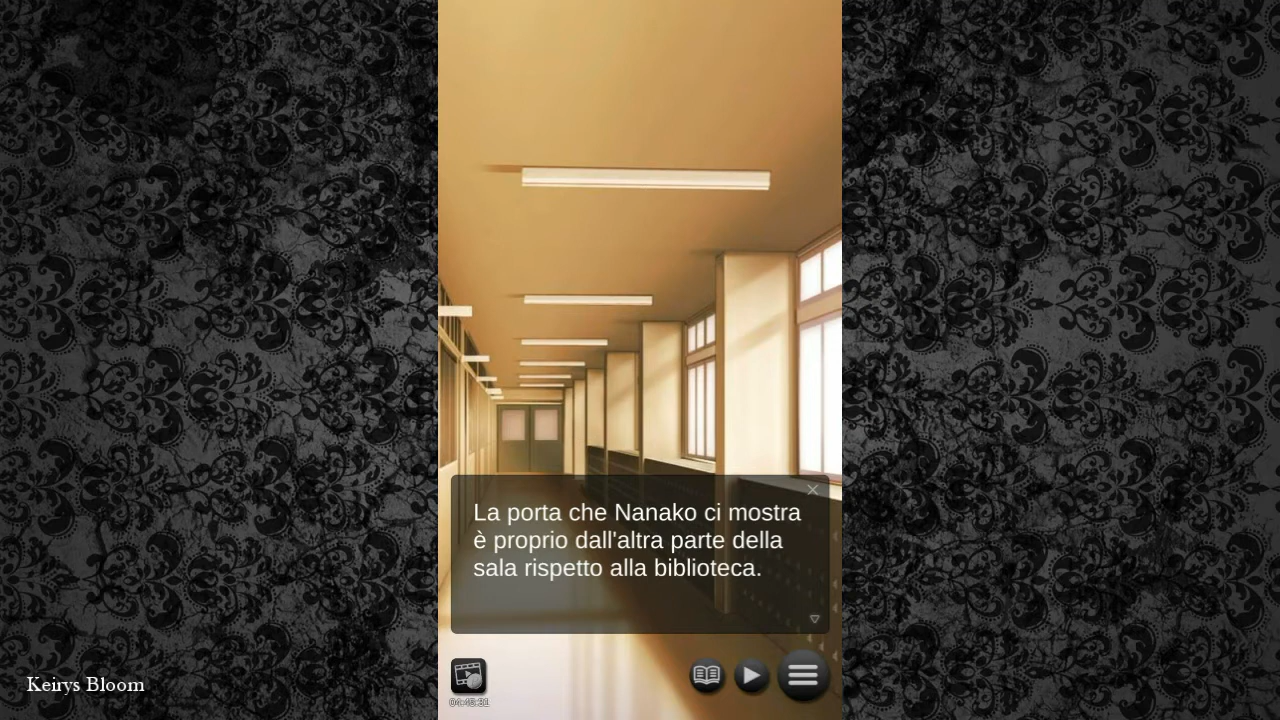 La porta che Nanako ci mostra
è proprio dall'altra parte della
sala rispetto alla biblioteca.
Keirys Bloom